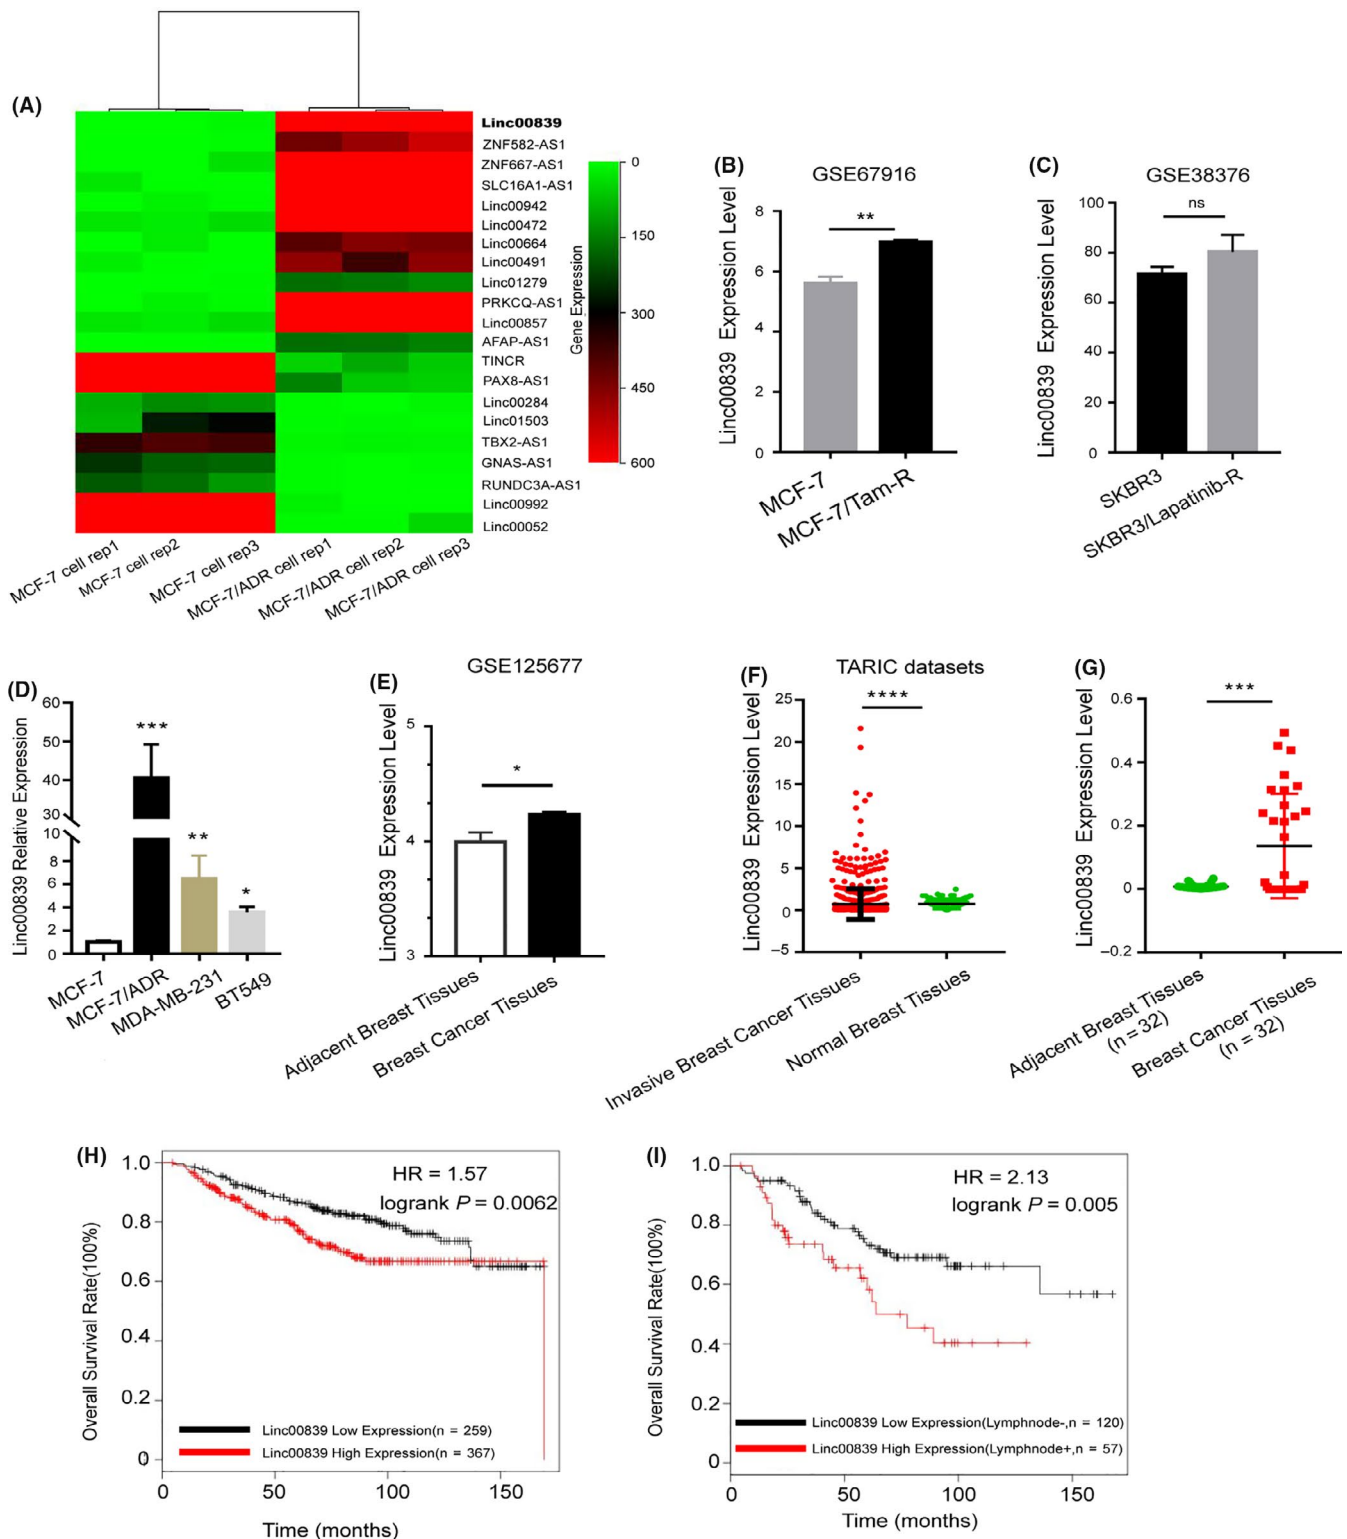 (A)
Linc00839
ZNF582-AS1
ZNF667-AS1
SLC16A1-AS1
Linc00942
Linc00472
Linc00664
Linc00491
Linc01279
PRKCQ-AS1
Linc00857
AFAP-AS1
TINCR
PAX8-AS1
Linc00284
Linc01503
TBX2-AS1
GNAS-AS1
RUNDC3A-AS1
Linc00992
Linc00052
Gene Expression
0
150
300
450
600
MCF-7 cell rep1
MCF-7 cell rep2
MCF-7 cell rep3
MCF-7/ADR cell rep1
MCF-7/ADR cell rep2
MCF-7/ADR cell rep3
(B)
GSE67916
Linc00839 Expression Level
8
6
4
2
0
**
MCF-7
MCF-7/Tam-R
(C)
GSE38376
Linc00839 Expression Level
100
80
60
40
20
0
ns
SKBR3
SKBR3/Lapatinib-R
(D)
Linc00839 Relative Expression
60
50
40
30
10
8
6
4
2
0
***
**
*
MCF-7
MCF-7/ADR
MDA-MB-231
BT549
(E)
GSE125677
Linc00839 Expression Level
5
4
3
*
Adjacent Breast Tissues
Breast Cancer Tissues
(F)
TARIC datasets
Linc00839 Expression Level
25
20
15
10
5
0
−5
****
Invasive Breast Cancer Tissues
Normal Breast Tissues
(G)
Linc00839 Expression Level
0.6
0.4
0.2
0
−0.2
***
Adjacent Breast Tissues
(n = 32)
Breast Cancer Tissues
(n = 32)
(H)
Overall Survival Rate(100%)
1.0
0.8
0.6
0.4
0.2
0
HR = 1.57
logrank P = 0.0062
Linc00839 Low Expression(n = 259)
Linc00839 High Expression(n = 367)
0 50 100 150
Time (months)
(I)
Overall Survival Rate(100%)
1.0
0.8
0.6
0.4
0.2
0
HR = 2.13
logrank P = 0.005
Linc00839 Low Expression(Lymphnode-,n = 120)
Linc00839 High Expression(Lymphnode+,n = 57)
0 50 100 150
Time (months)